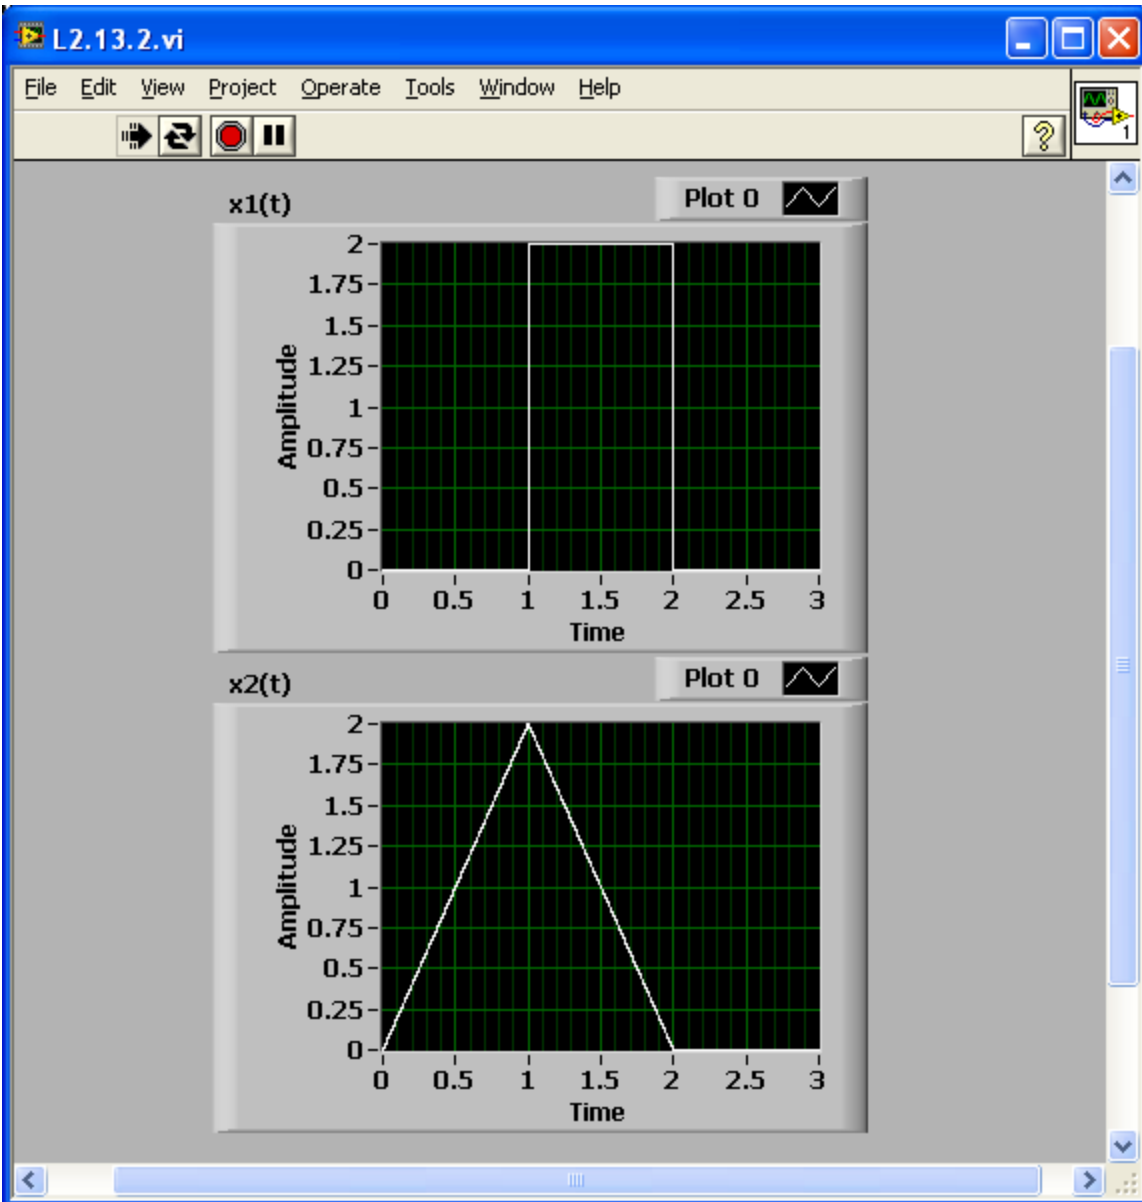 L2.13.2.vi
File Edit View Project Operate Tools Window Help
?
1
x1(t)
Plot 0
2
1.75
1.5
1.25
1
0.75
0.5
0.25
0
Amplitude
0 0.5 1 1.5 2 2.5 3
Time
x2(t)
Plot 0
2
1.75
1.5
1.25
1
0.75
0.5
0.25
0
Amplitude
0 0.5 1 1.5 2 2.5 3
Time